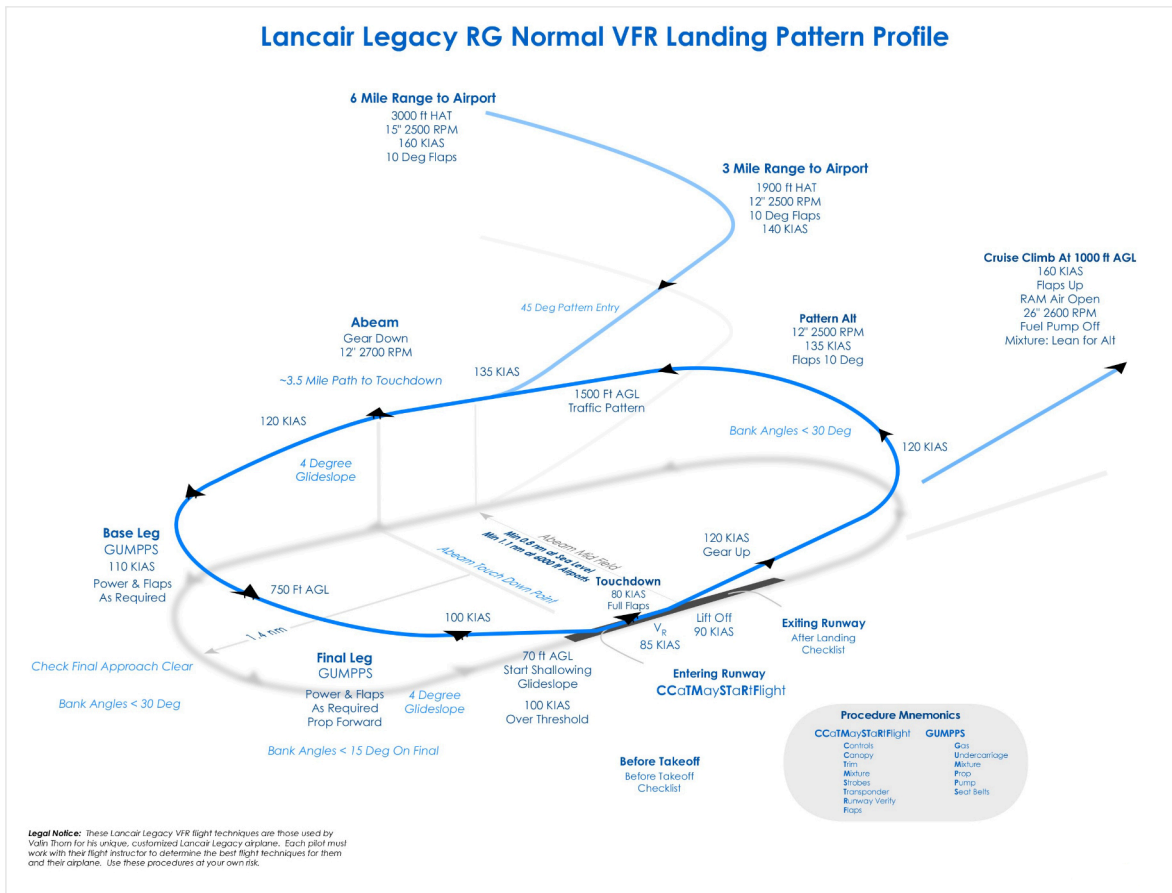 Lancair Legacy RG Normal VFR Landing Pattern Profile
6 Mile Range to Airport
3000 ft HAT
15" 2500 RPM
160 KIAS
10 Deg Flaps
3 Mile Range to Airport
1900 ft HAT
12" 2500 RPM
10 Deg Flaps
140 KIAS
Cruise Climb At 1000 ft AGL
160 KIAS
Flaps Up
RAM Air Open
26" 2600 RPM
Fuel Pump Off
Mixture: Lean for Alt
45 Deg Pattern Entry
Abeam
Gear Down
12" 2700 RPM
~3.5 Mile Path to Touchdown
Pattern Alt
12" 2500 RPM
135 KIAS
Flaps 10 Deg
135 KIAS
1500 Ft AGL
Traffic Pattern
120 KIAS
Bank Angles < 30 Deg
120 KIAS
4 Degree
Glideslope
Base Leg
GUMPPS
110 KIAS
Power & Flaps
As Required
Abeam Mid Field
Min 0.8 nm at Sea Level
Min 1.1 nm at 6000 ft Airpots
Abeam Touch Down Point
120 KIAS
Gear Up
Touchdown
80 KIAS
Full Flaps
750 Ft AGL
100 KIAS
1.4 nm
VR
85 KIAS
Lift Off
90 KIAS
Exiting Runway
After Landing
Checklist
Check Final Approach Clear
Bank Angles < 30 Deg
Final Leg
GUMPPS
Power & Flaps
As Required
Prop Forward
4 Degree
Glideslope
Bank Angles < 15 Deg On Final
70 ft AGL
Start Shallowing
Glideslope
100 KIAS
Over Threshold
Entering Runway
CCaTMaySTaRtFlight
Before Takeoff
Before Takeoff
Checklist
Procedure Mnemonics
CCaTMaySTaRtFlight
Controls
Canopy
Trim
Mixture
Strobes
Transponder
Runway Verify
Flaps
GUMPPS
Gas
Undercarriage
Mixture
Prop
Pump
Seat Belts
Legal Notice: These Lancair Legacy VFR flight techniques are those used by
Valin Thorn for his unique, customized Lancair Legacy airplane. Each pilot must
work with their flight instructor to determine the best flight techniques for them
and their airplane. Use these procedures at your own risk.